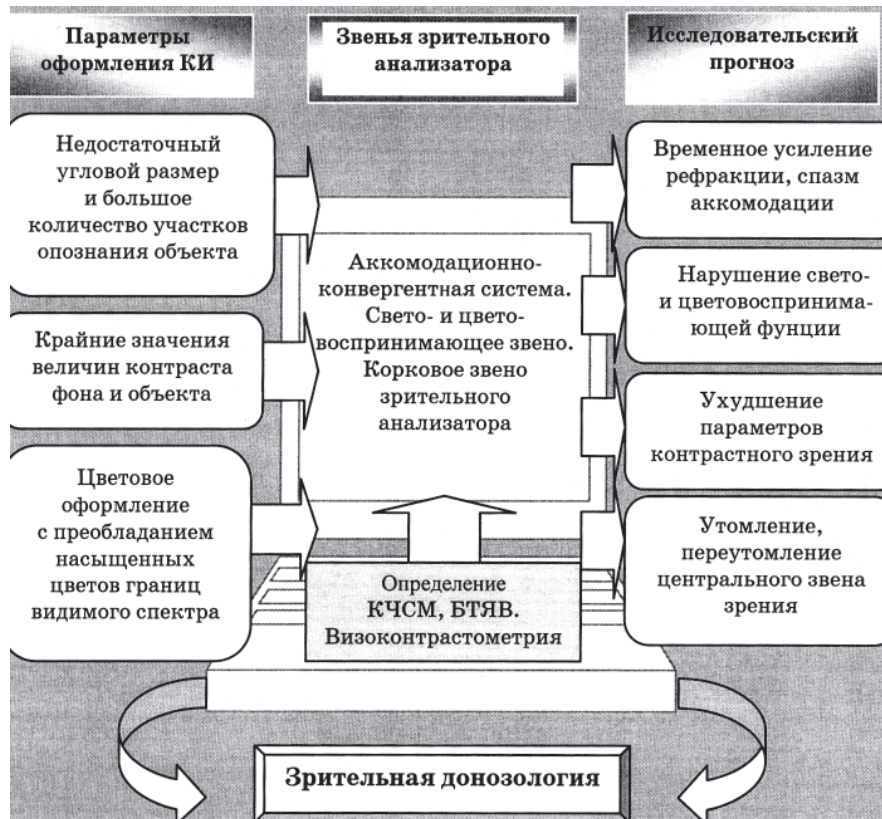 Параметры
оформления КИ
Звенья зрительного
анализатора
Исследовательский
прогноз
Недостаточный
угловой размер
и большое
количество участков
опознания объекта
Крайние значения
величин контраста
фона и объекта
Цветовое
оформление
с преобладанием
насыщенных
цветов границ
видимого спектра
Аккомодационно-
конвергентная система.
Свето- и цвето-
воспринимающее звено.
Корковое звено
зрительного
анализатора
Определение
КЧСМ, БТЯВ.
Визоконтрастометрия
Временное усиление
рефракции, спазм
аккомодации
Нарушение свето-
и цветовоспринима-
ющей фунции
Ухудшение
параметров
контрастного зрения
Утомление,
переутомление
центрального звена
зрения
Зрительная донозология